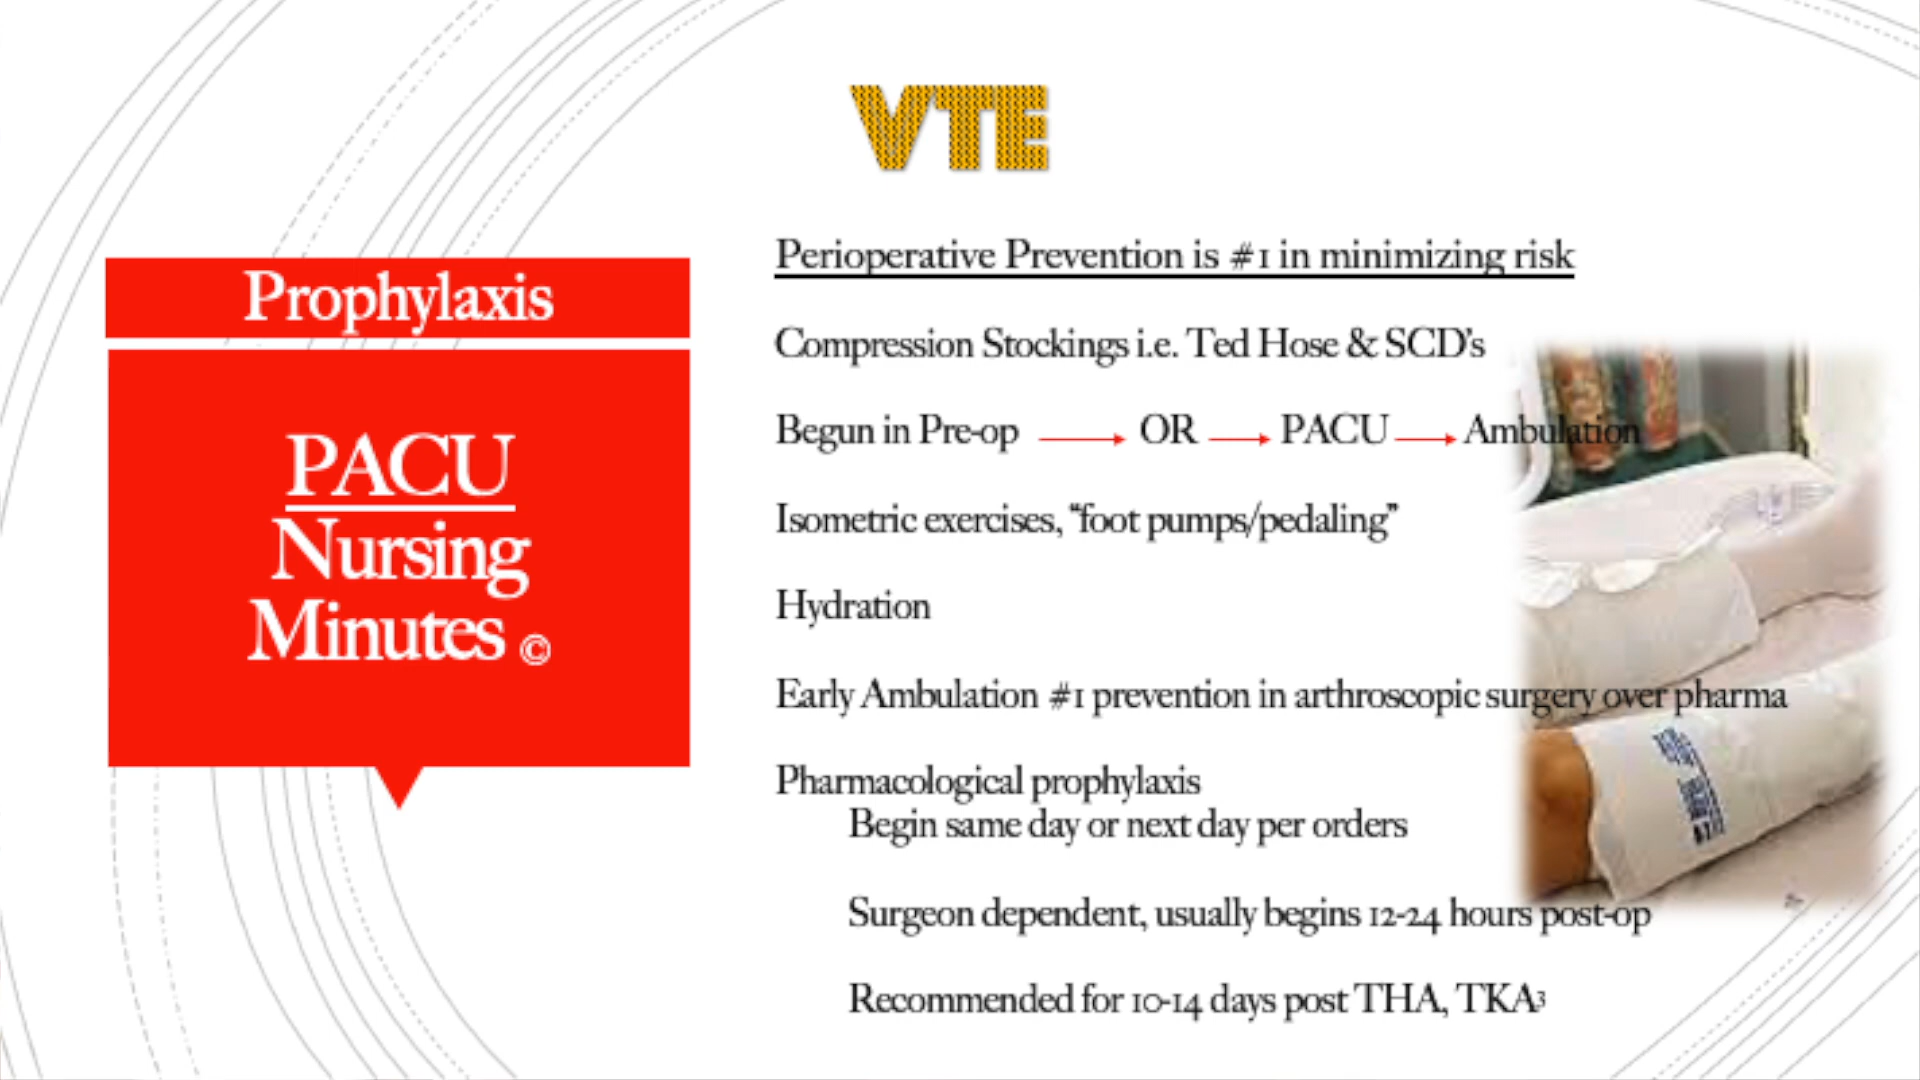 VTE
Prophylaxis
PACU
Nursing
Minutes ©
Perioperative Prevention is #1 in minimizing risk
Compression Stockings i.e. Ted Hose & SCD's
Begun in Pre-op → OR → PACU → Ambulation
Isometric exercises, “foot pumps/pedaling”
Hydration
Early Ambulation #1 prevention in arthroscopic surgery over pharma
Pharmacological prophylaxis
Begin same day or next day per orders
Surgeon dependent, usually begins 12-24 hours post-op
Recommended for 10-14 days post THA, TKA³